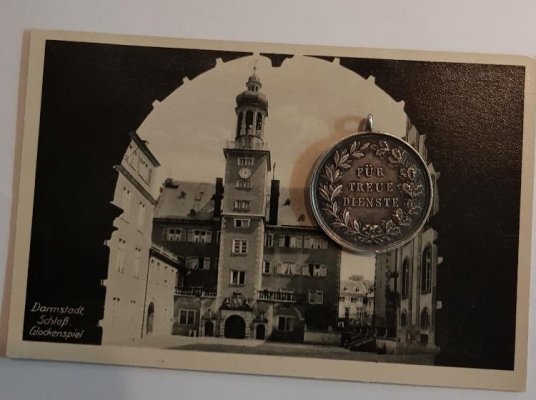 FÜR
TREUE
DIENSTE
Darmstadt,
Schloß
Glockenspiel